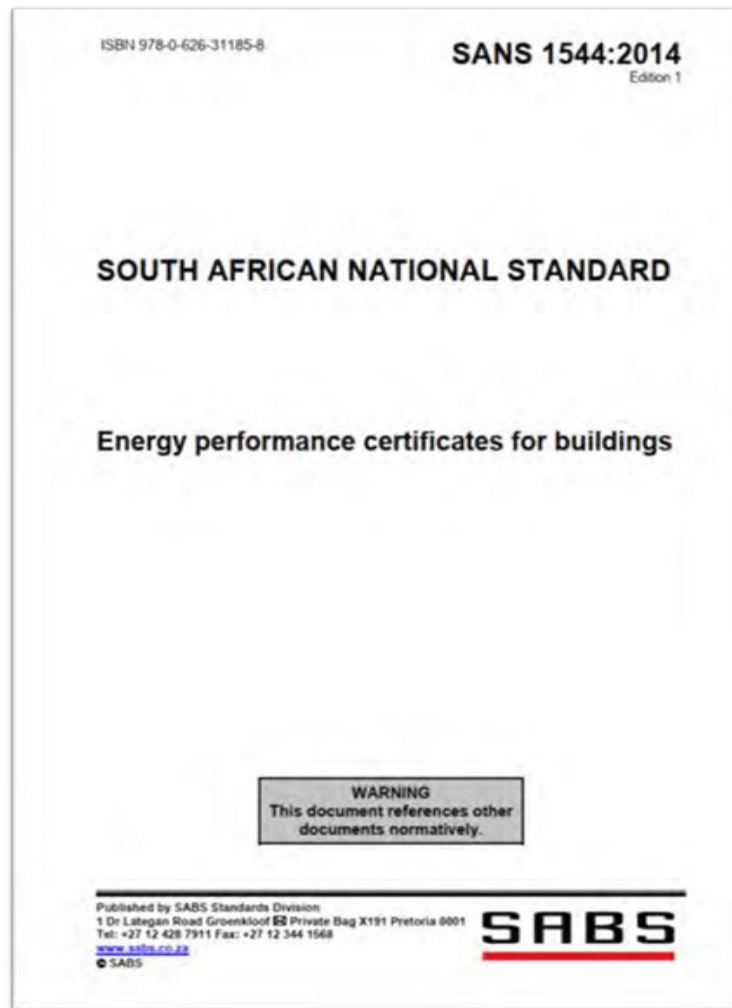 ISBN 978-0-626-31185-8
SANS 1544:2014
Edition 1
SOUTH AFRICAN NATIONAL STANDARD
Energy performance certificates for buildings
WARNING
This document references other
documents normatively.
Published by SABS Standards Division
1 Dr Lategan Road Groenkloof ✉ Private Bag X191 Pretoria 0001
Tel: +27 12 428 7911 Fax: +27 12 344 1568
www.sabs.co.za
© SABS
SABS